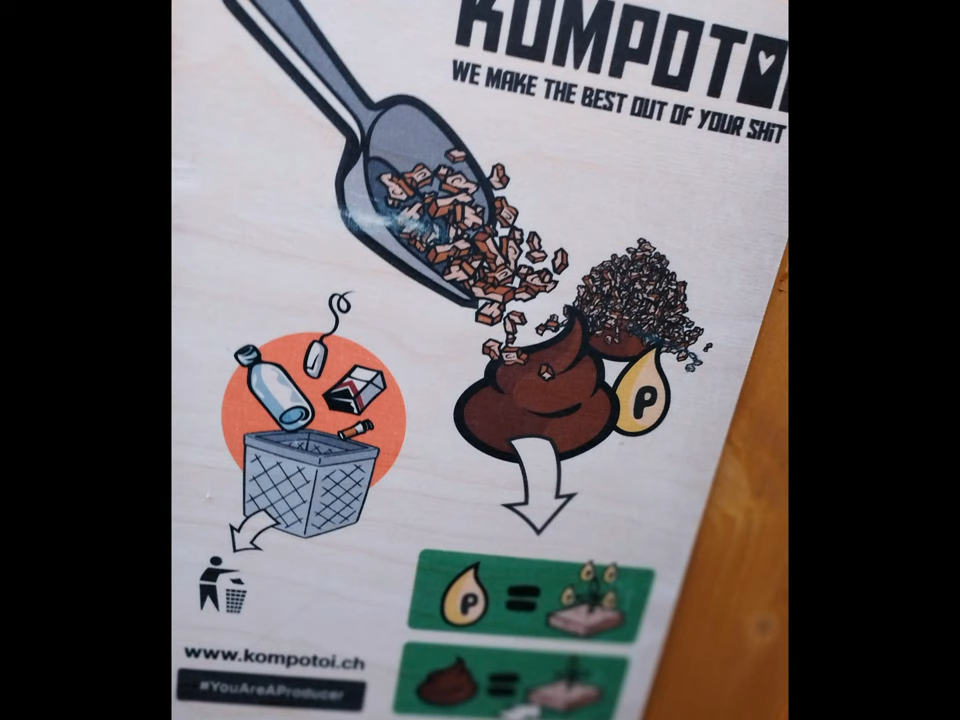 KOMPOTOI
WE MAKE THE BEST OUT OF YOUR SHiT
P
P
www.kompotoi.ch
#YouAreAProducer